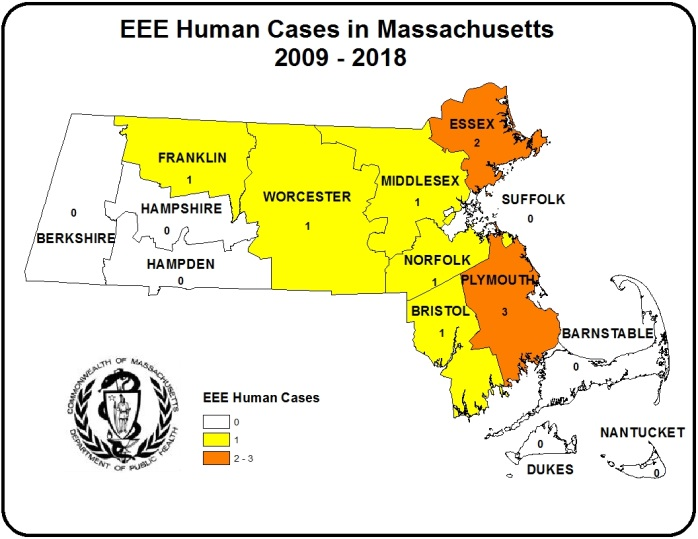 EEE Human Cases in Massachusetts
2009 - 2018
ESSEX
2
FRANKLIN
1
MIDDLESEX
1
WORCESTER
1
SUFFOLK
0
HAMPSHIRE
0
0
BERKSHIRE
HAMPDEN
0
NORFOLK
1
PLYMOUTH
3
BRISTOL
1
BARNSTABLE
0
NANTUCKET
0
0
DUKES
COMMONWEALTH OF MASSACHUSETTS
DEPARTMENT OF PUBLIC HEALTH
EEE Human Cases
0
1
2 - 3